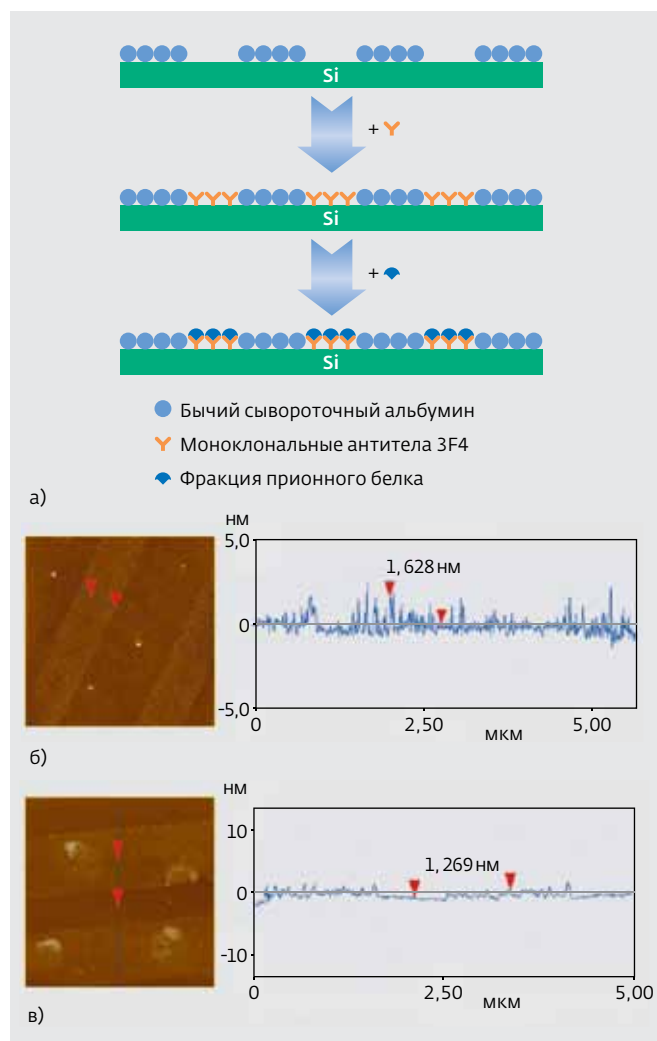 Si
+
Si
+
Si
Бычий сывороточный альбумин
Моноклональные антитела 3F4
Фракция прионного белка
а)
нм
5,0
1,628 нм
0
-5,0
0
2,50
5,00
мкм
б)
нм
10
1,269 нм
0
-10
0
2,50
5,00
мкм
в)